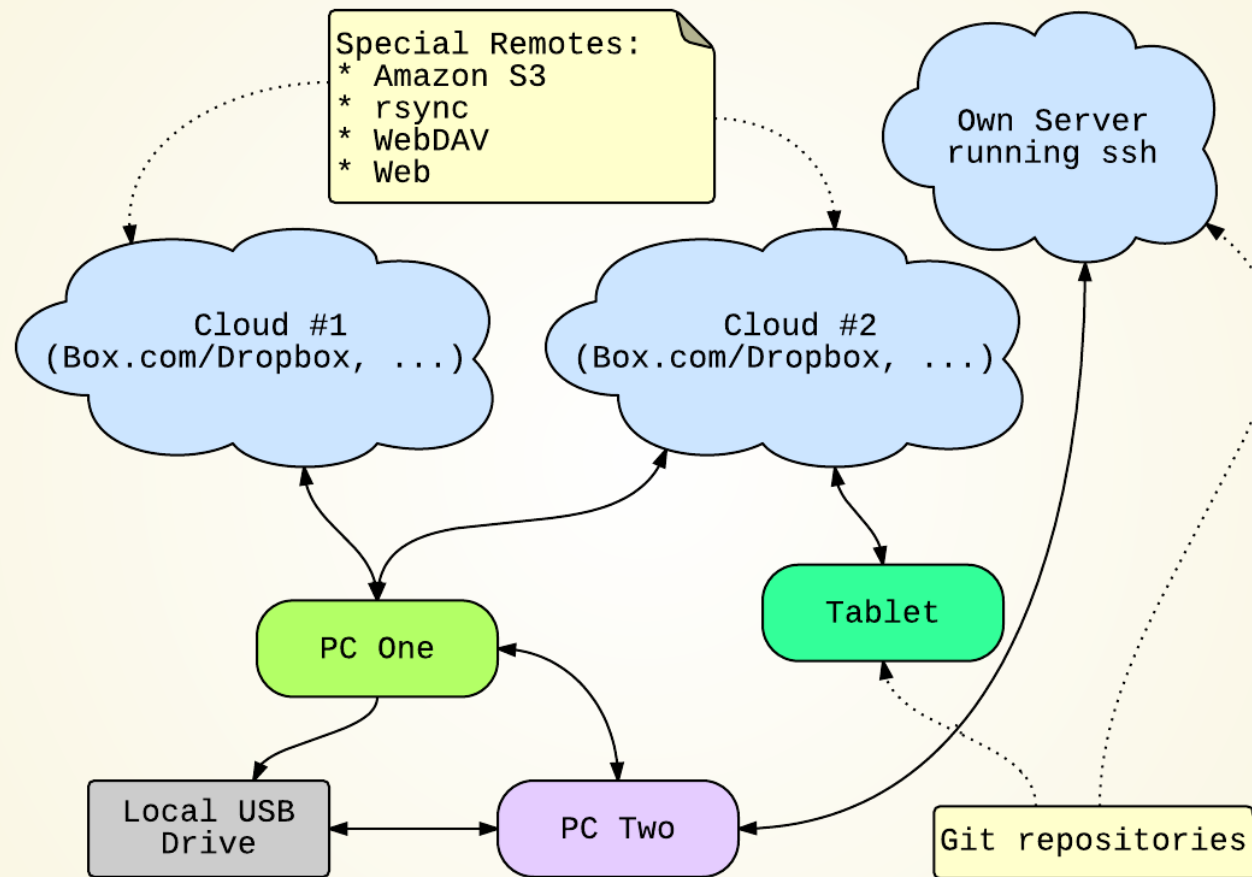 Special Remotes:
* Amazon S3
* rsync
* WebDAV
* Web
Own Server
running ssh
Cloud #1
(Box.com/Dropbox, ...)
Cloud #2
(Box.com/Dropbox, ...)
Tablet
PC One
Local USB
Drive
PC Two
Git repositories